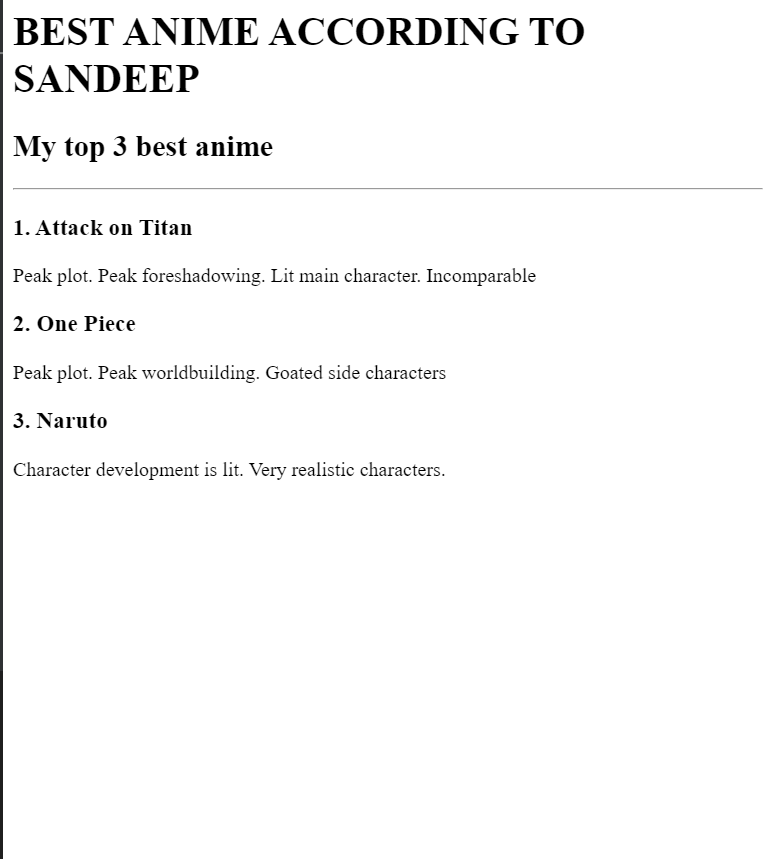 BEST ANIME ACCORDING TO
SANDEEP
My top 3 best anime
1. Attack on Titan
Peak plot. Peak foreshadowing. Lit main character. Incomparable
2. One Piece
Peak plot. Peak worldbuilding. Goated side characters
3. Naruto
Character development is lit. Very realistic characters.